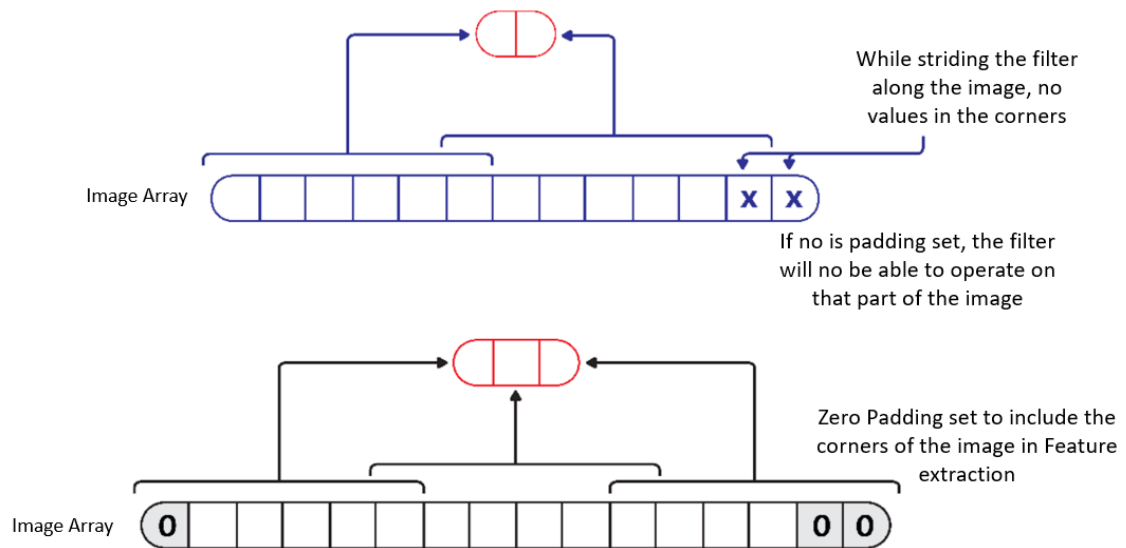 While striding the filter
along the image, no
values in the corners
Image Array
x x
If no is padding set, the filter
will no be able to operate on
that part of the image
Zero Padding set to include the
corners of the image in Feature
extraction
Image Array
0 0 0